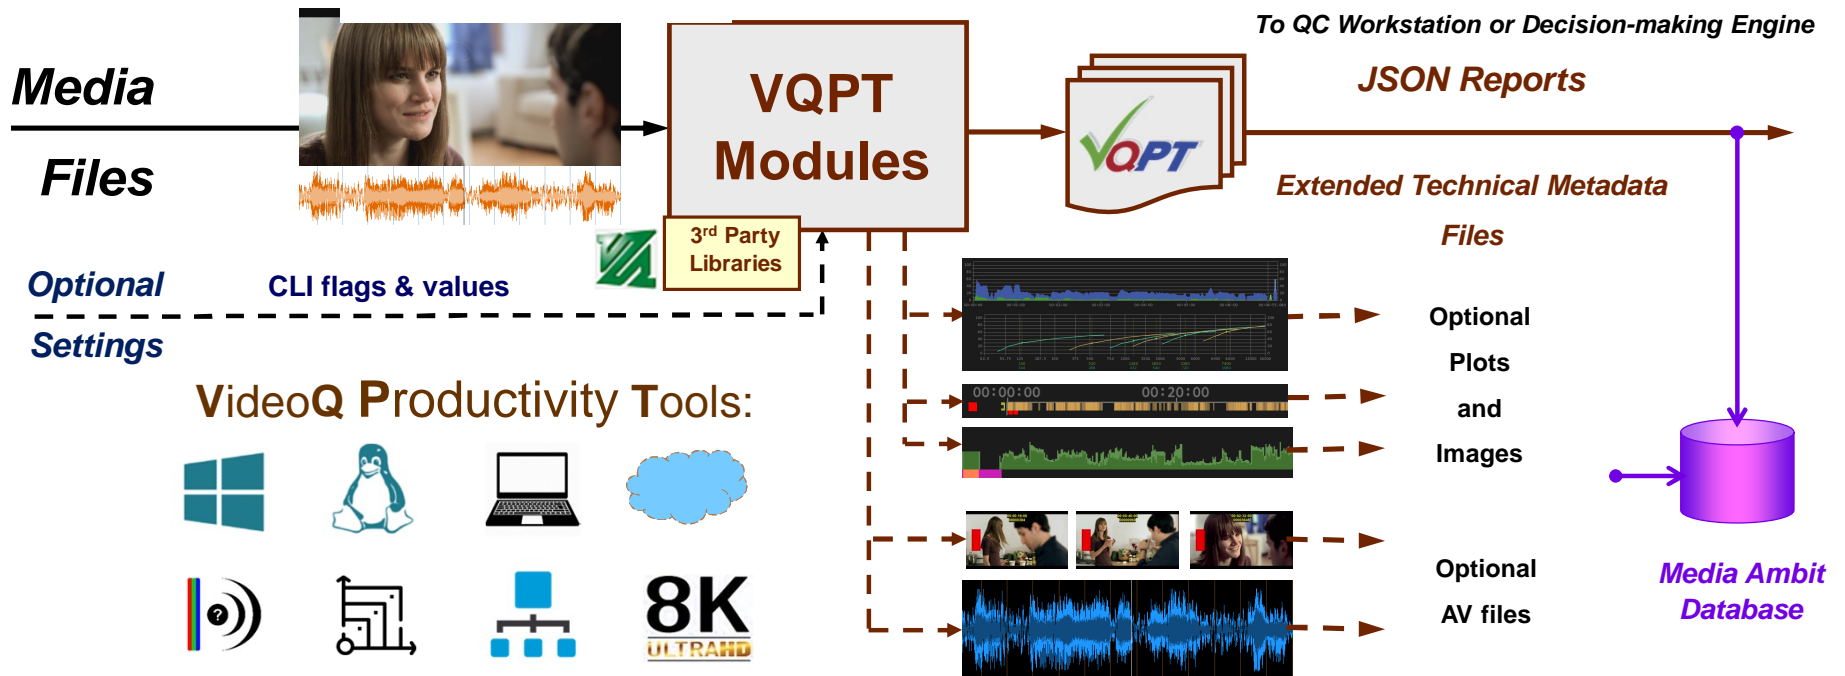 To QC Workstation or Decision-making Engine
Media
Files
VQPT
Modules
VQPT
JSON Reports
Extended Technical Metadata
Files
3rd Party
Libraries
Optional
Settings
CLI flags & values
VideoQ Productivity Tools:
?
8K
ULTRAHD
00:00:00
00:20:00
Optional
Plots
and
Images
Optional
AV files
Media Ambit
Database